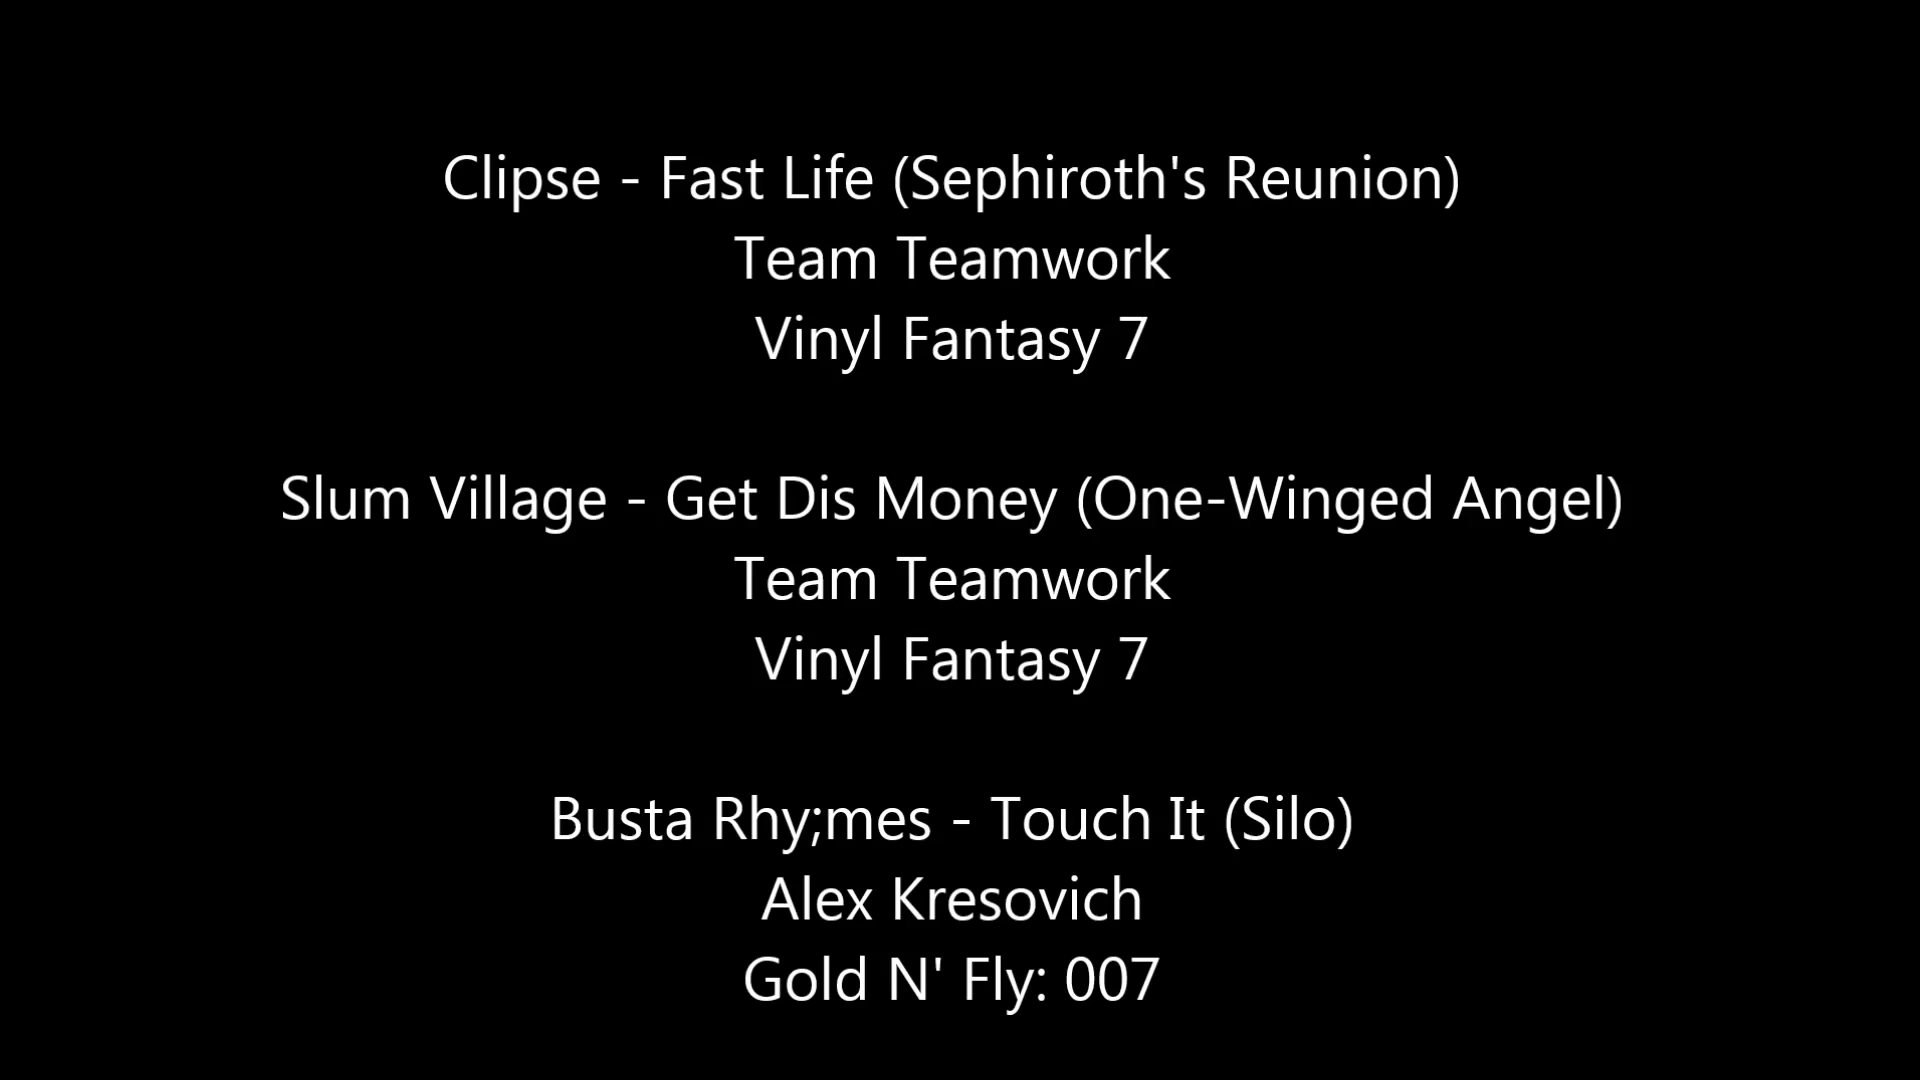 Clipse - Fast Life (Sephiroth's Reunion)
Team Teamwork
Vinyl Fantasy 7
Slum Village - Get Dis Money (One-Winged Angel)
Team Teamwork
Vinyl Fantasy 7
Busta Rhy;mes - Touch It (Silo)
Alex Kresovich
Gold N' Fly: 007